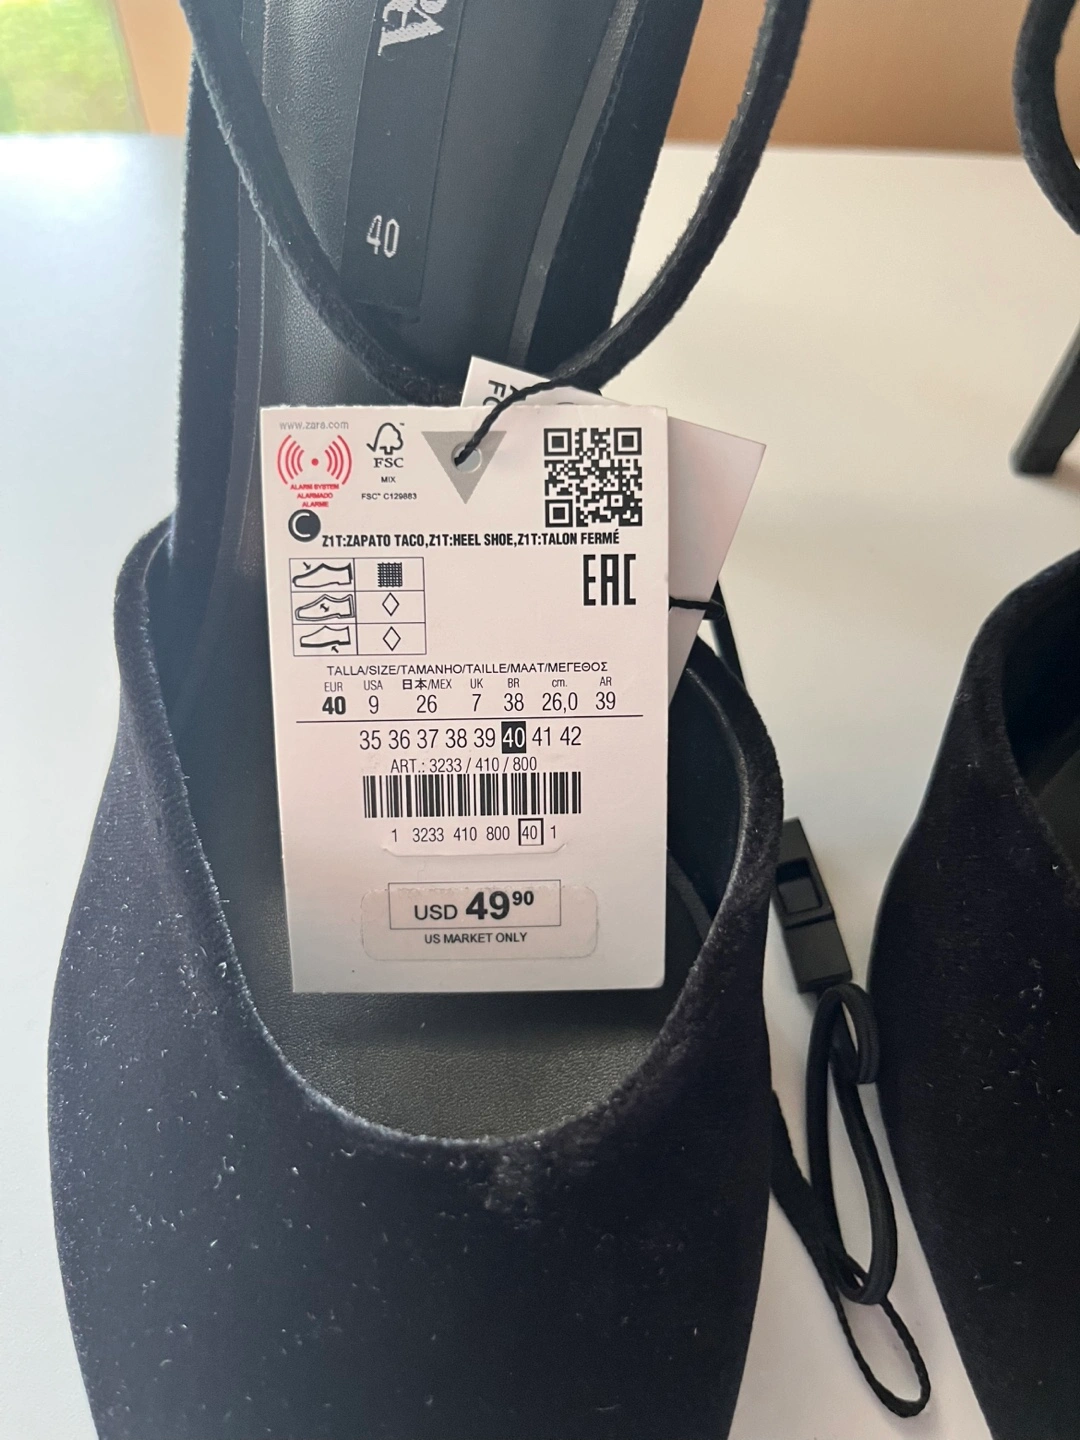 40
www.zara.com
ALARM SYSTEM
ALARMADO
ALARME
FSC
MIX
FSC® C129883
C
Z1T:ZAPATO TACO,Z1T:HEEL SHOE,Z1T:TALON FERMÉ
EAC
TALLA/SIZE/TAMANHO/TAILLE/MAAT/ΜΕΓΕΘΟΣ
EUR USA 日本/MEX UK BR cm. AR
40 9 26 7 38 26,0 39
35 36 37 38 39 40 41 42
ART.: 3233 / 410 / 800
1 3233 410 800 40 1
USD 49⁹⁰
US MARKET ONLY